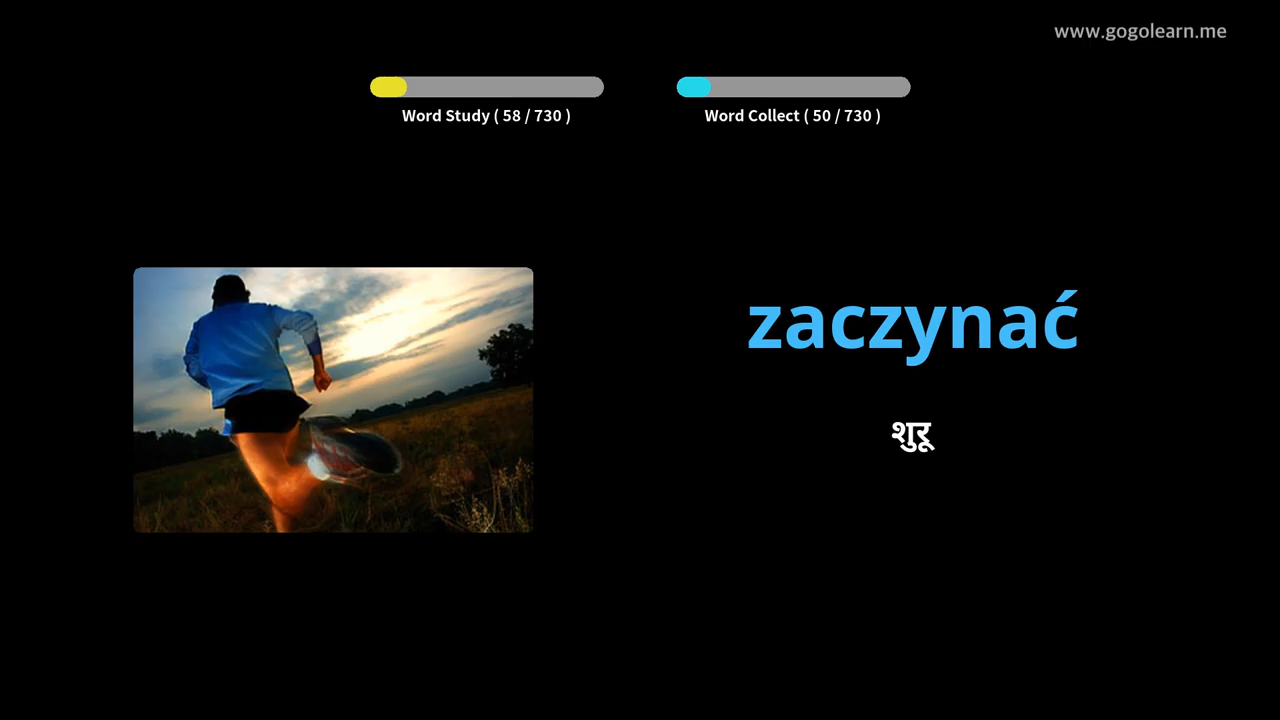 www.gogolearn.me
Word Study ( 58 / 730 )
Word Collect ( 50 / 730 )
zaczynać
शुरू